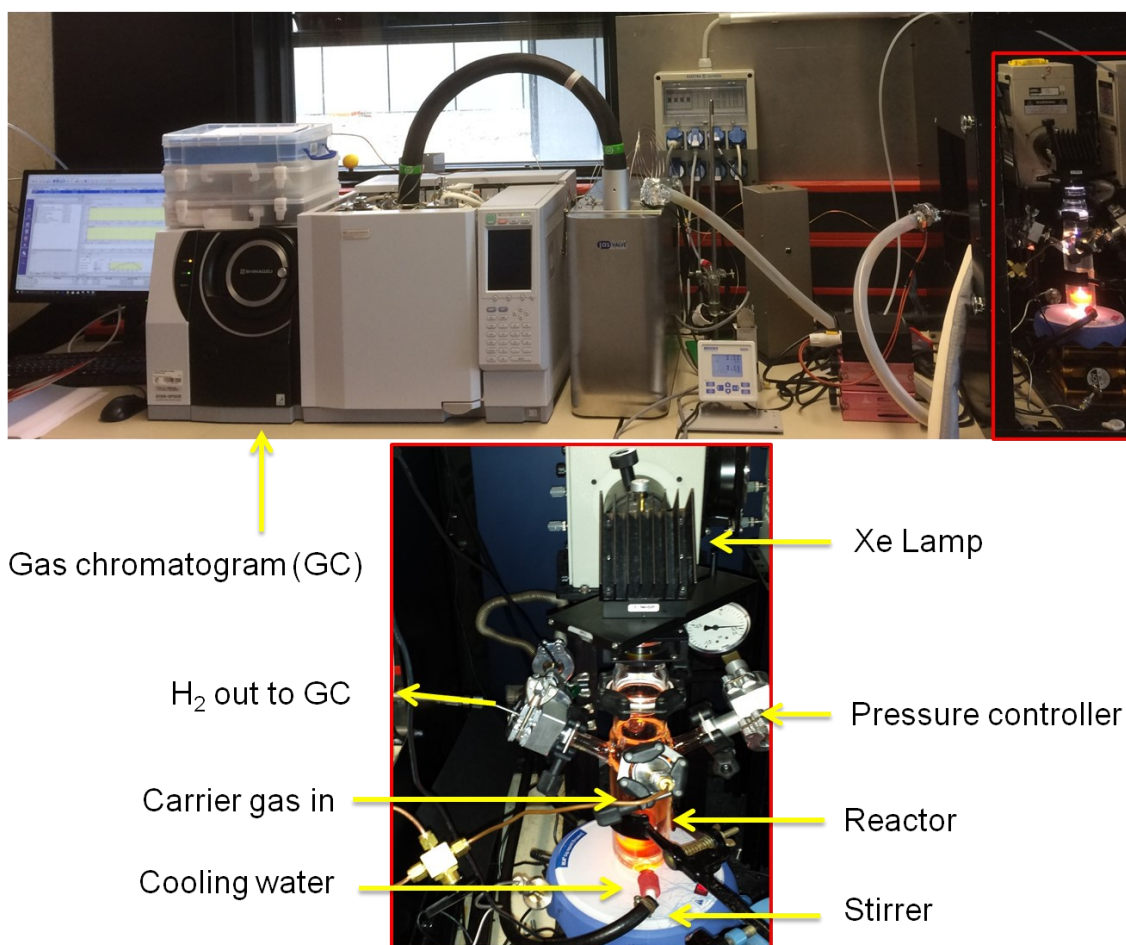 SHIMADZU
jas
Gas chromatogram (GC)
Xe Lamp
H₂ out to GC
Pressure controller
Carrier gas in
Reactor
Cooling water
Stirrer